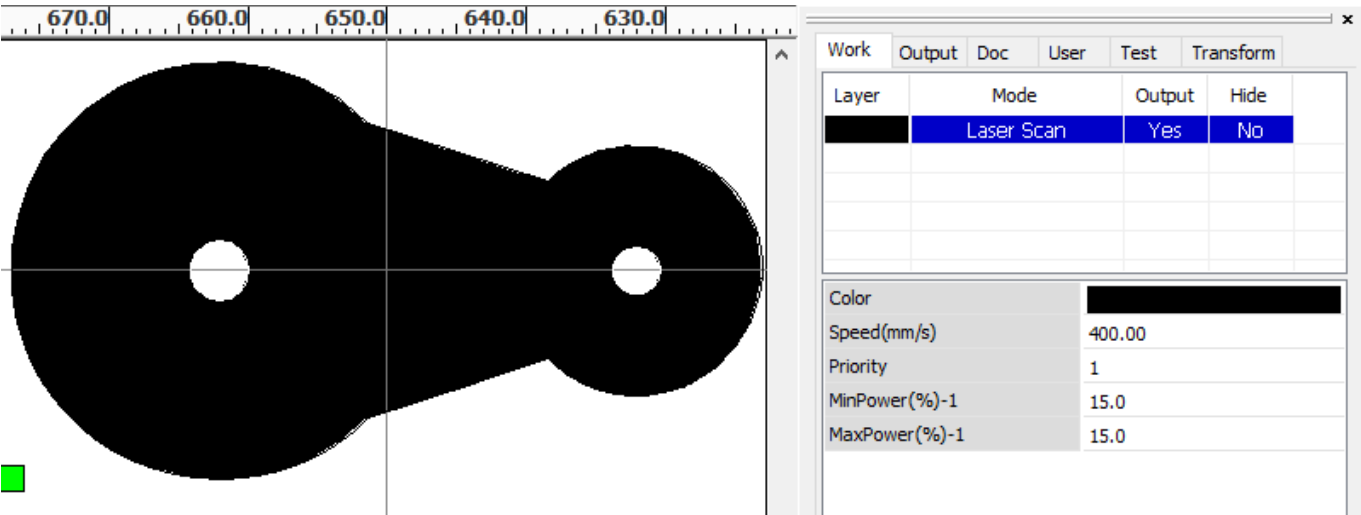 670.0 660.0 650.0 640.0 630.0
Work Output Doc User Test Transform
Layer Mode Output Hide
Laser Scan Yes No
Color
Speed(mm/s) 400.00
Priority 1
MinPower(%)-1 15.0
MaxPower(%)-1 15.0